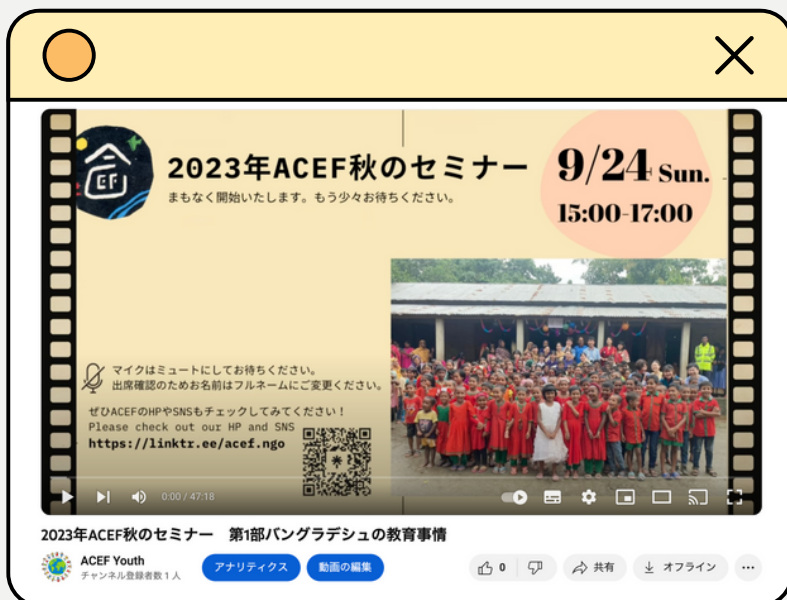 EF
2023年ACEF秋のセミナー
まもなく開始いたします。もう少々お待ちください。
9/24 Sun.
15:00-17:00
マイクはミュートにしてお待ちください。
出席確認のためお名前はフルネームにご変更ください。
ぜひACEFのHPやSNSもチェックしてみてください！
Please check out our HP and SNS
https://linktr.ee/acef.ngo
0:00 / 47:18
2023年ACEF秋のセミナー　第1部バングラデシュの教育事情
ACEF Youth
チャンネル登録者数 1 人
アナリティクス
動画の編集
0
共有
オフライン